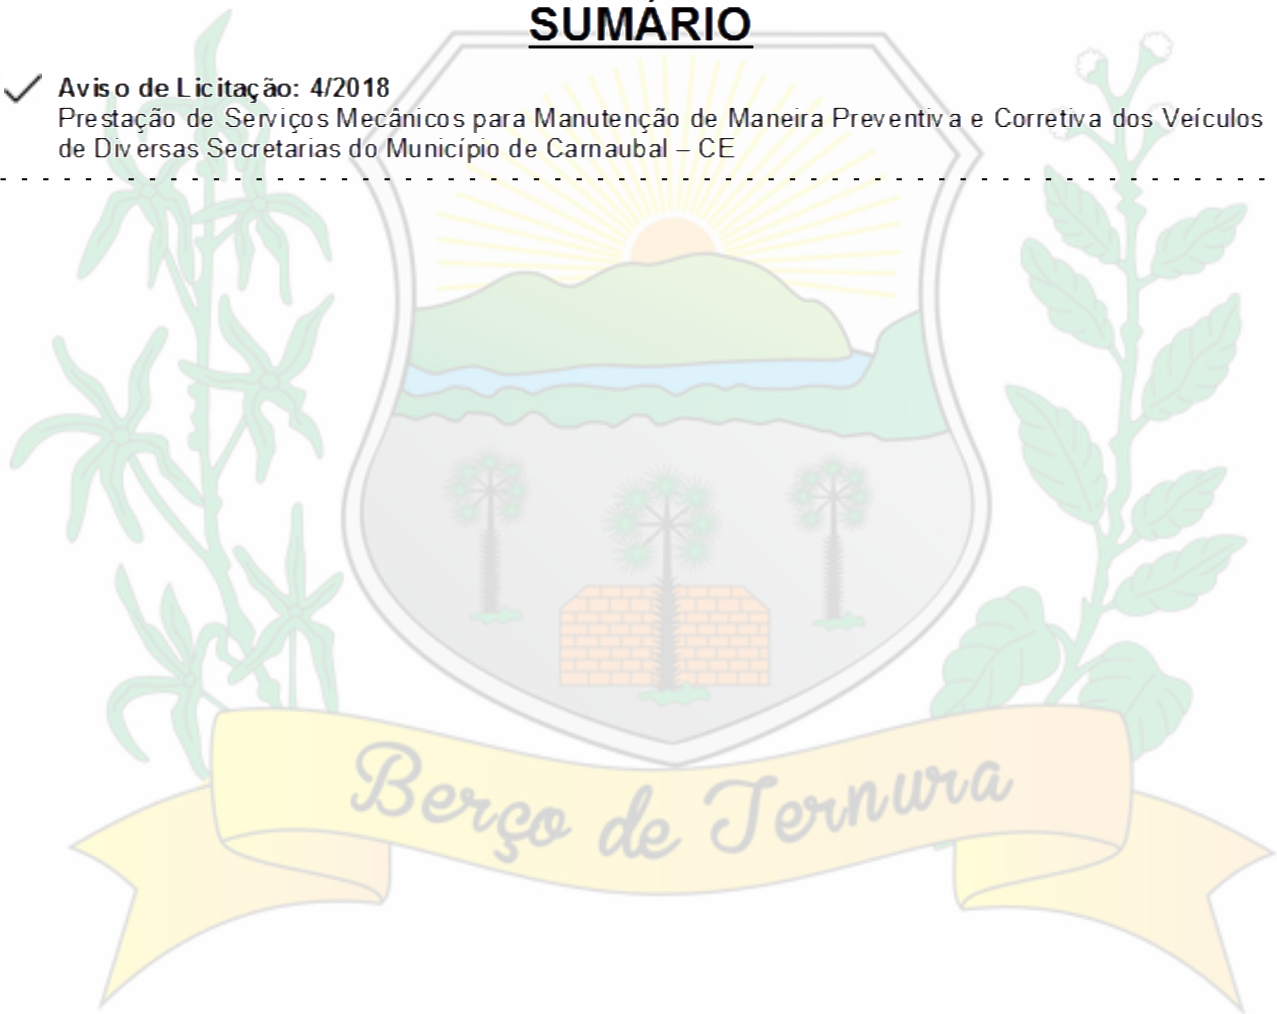 SUMÁRIO
Aviso de Licitação: 4/2018
Prestação de Serviços Mecânicos para Manutenção de Maneira Preventiva e Corretiva dos Veículos
de Diversas Secretarias do Município de Carnaubal – CE
Berço de Ternura